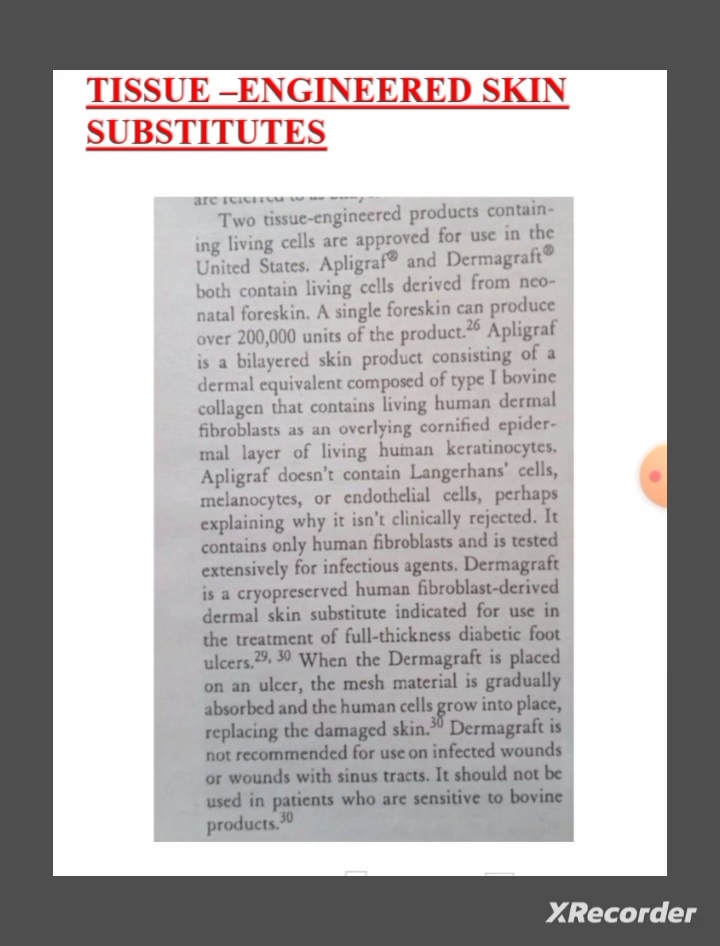 TISSUE –ENGINEERED SKIN
SUBSTITUTES
Two tissue-engineered products contain-
ing living cells are approved for use in the
United States. Apligraf® and Dermagraft®
both contain living cells derived from neo-
natal foreskin. A single foreskin can produce
over 200,000 units of the product.26 Apligraf
is a bilayered skin product consisting of a
dermal equivalent composed of type I bovine
collagen that contains living human dermal
fibroblasts as an overlying cornified epider-
mal layer of living human keratinocytes.
Apligraf doesn't contain Langerhans' cells,
melanocytes, or endothelial cells, perhaps
explaining why it isn't clinically rejected. It
contains only human fibroblasts and is tested
extensively for infectious agents. Dermagraft
is a cryopreserved human fibroblast-derived
dermal skin substitute indicated for use in
the treatment of full-thickness diabetic foot
ulcers.29, 30 When the Dermagraft is placed
on an ulcer, the mesh material is gradually
absorbed and the human cells grow into place,
replacing the damaged skin.30 Dermagraft is
not recommended for use on infected wounds
or wounds with sinus tracts. It should not be
used in patients who are sensitive to bovine
products.30
XRecorder